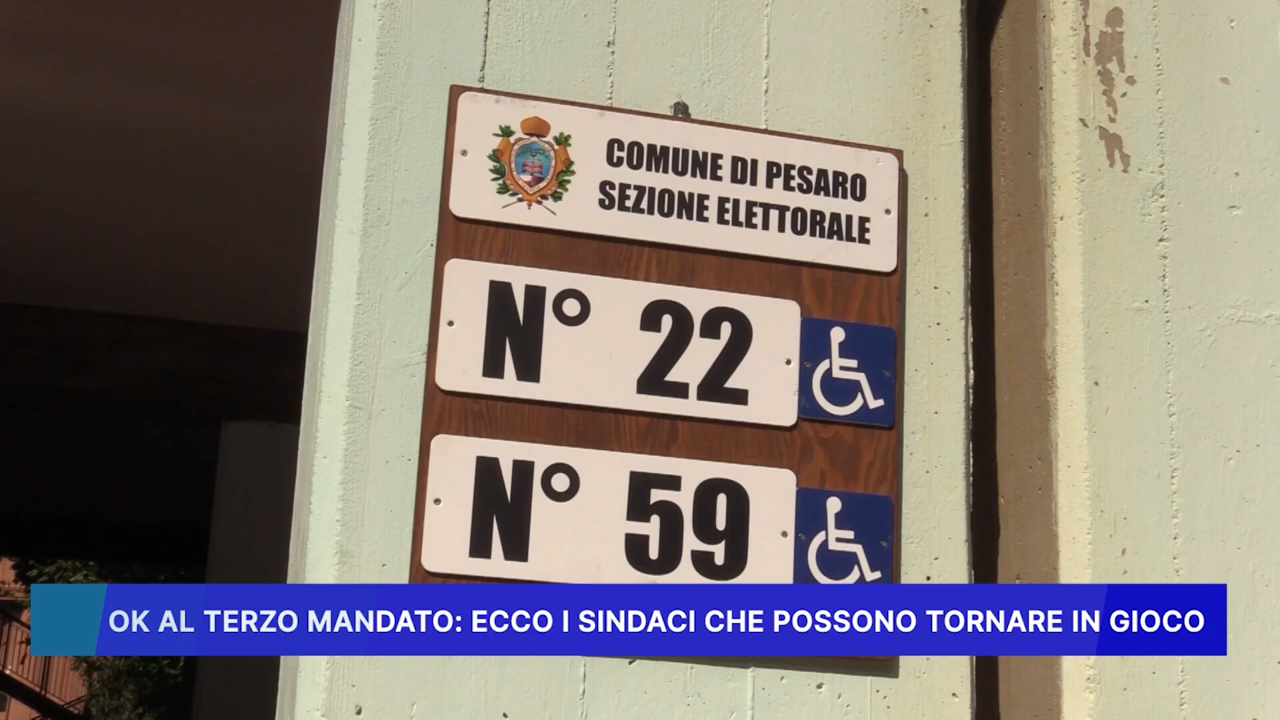 COMUNE DI PESARO
SEZIONE ELETTORALE
N° 22
N° 59
OK AL TERZO MANDATO: ECCO I SINDACI CHE POSSONO TORNARE IN GIOCO